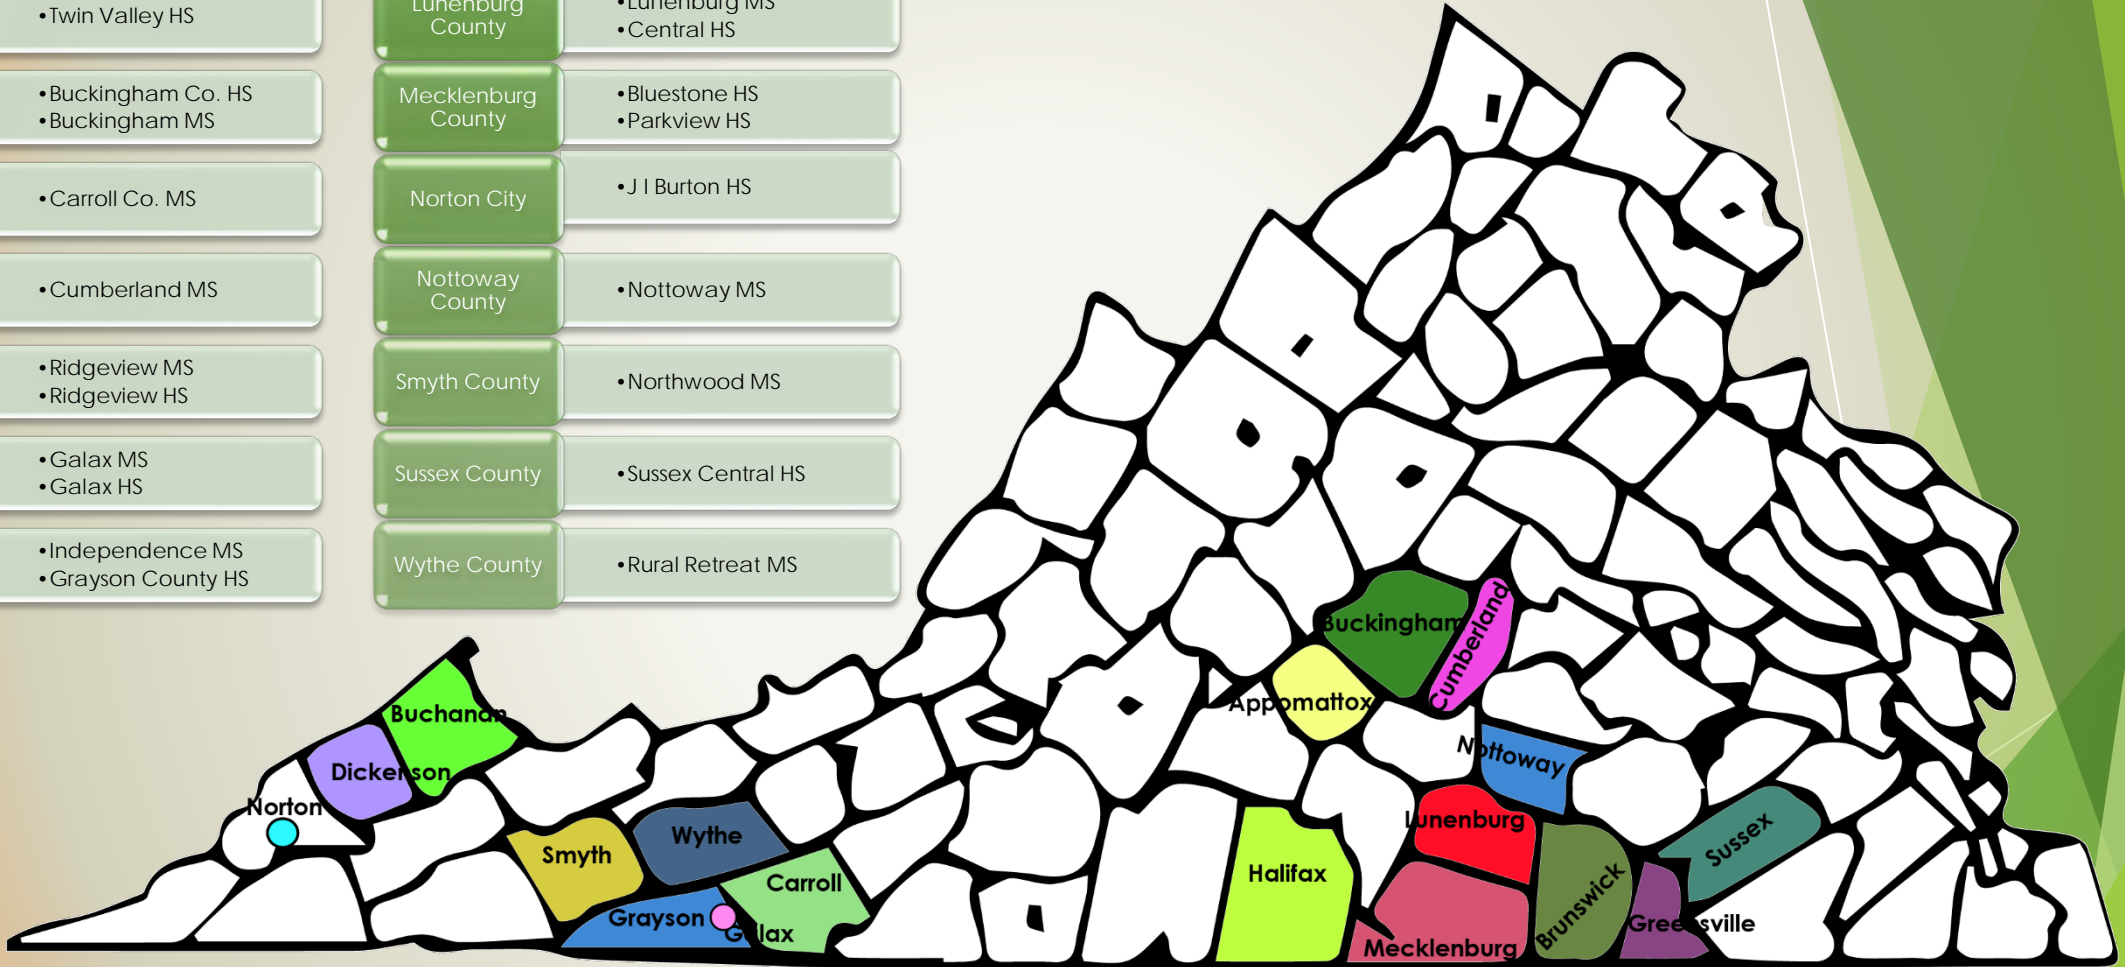 •Twin Valley HS
•Buckingham Co. HS
•Buckingham MS
•Carroll Co. MS
•Cumberland MS
•Ridgeview MS
•Ridgeview HS
•Galax MS
•Galax HS
•Independence MS
•Grayson County HS
Lunenburg
County
•Lunenburg MS
•Central HS
Mecklenburg
County
•Bluestone HS
•Parkview HS
Norton City
•J I Burton HS
Nottoway
County
•Nottoway MS
Smyth County
•Northwood MS
Sussex County
•Sussex Central HS
Wythe County
•Rural Retreat MS
Buckingham
Cumberland
Appomattox
Buchanan
Nottoway
Dickenson
Norton
Lunenburg
Wythe
Sussex
Smyth
Halifax
Carroll
Brunswick
Grayson
Galax
Greensville
Mecklenburg